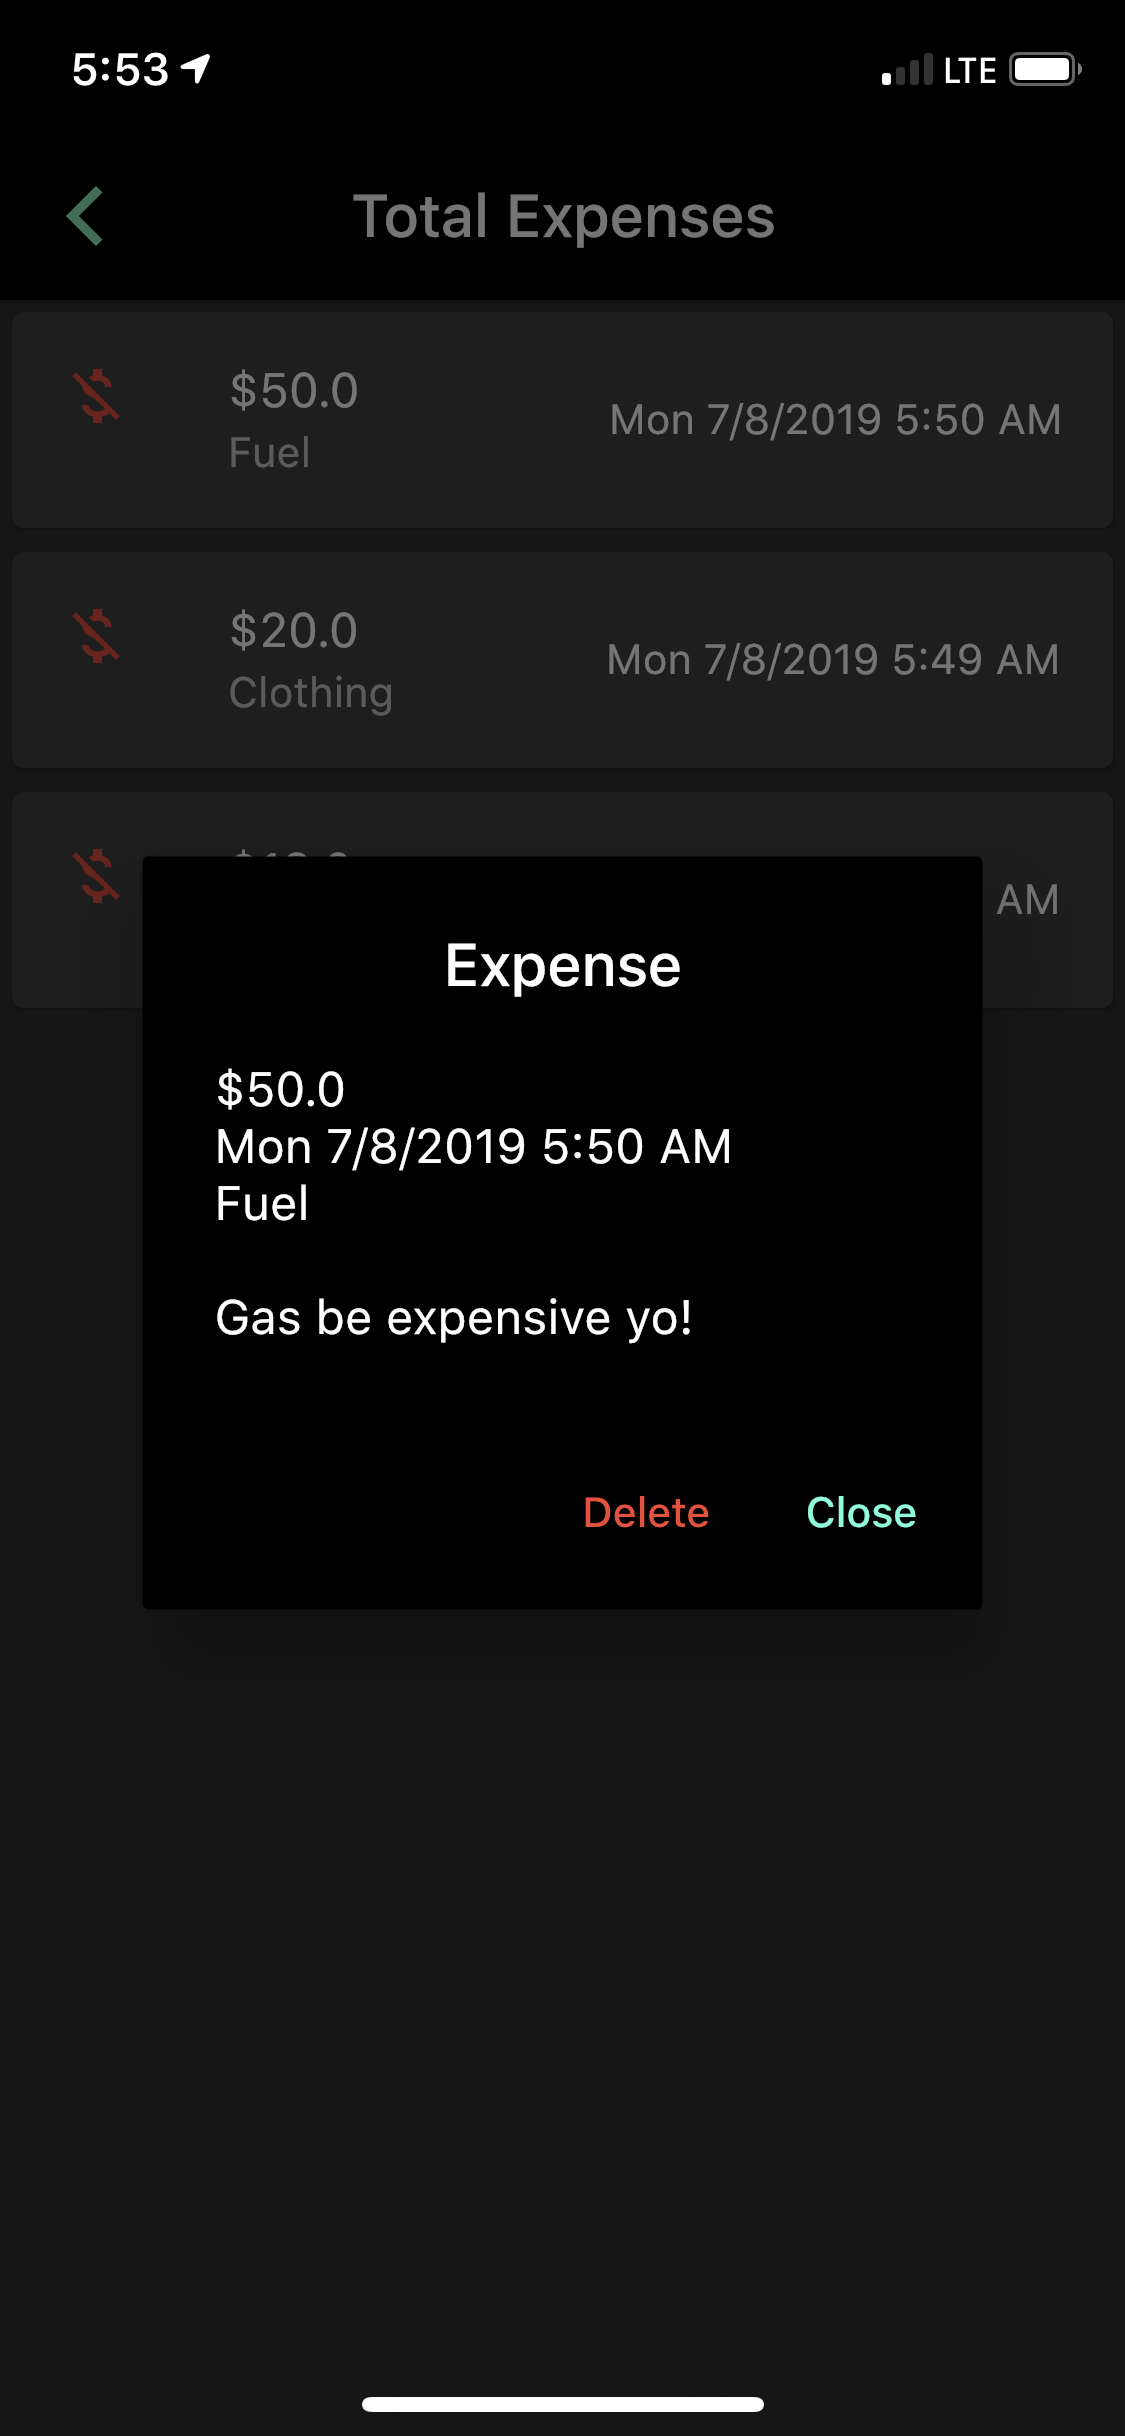 5:53
LTE
Total Expenses
$50.0
Fuel
Mon 7/8/2019 5:50 AM
$20.0
Clothing
Mon 7/8/2019 5:49 AM
AM
Expense
$50.0
Mon 7/8/2019 5:50 AM
Fuel
Gas be expensive yo!
Delete
Close